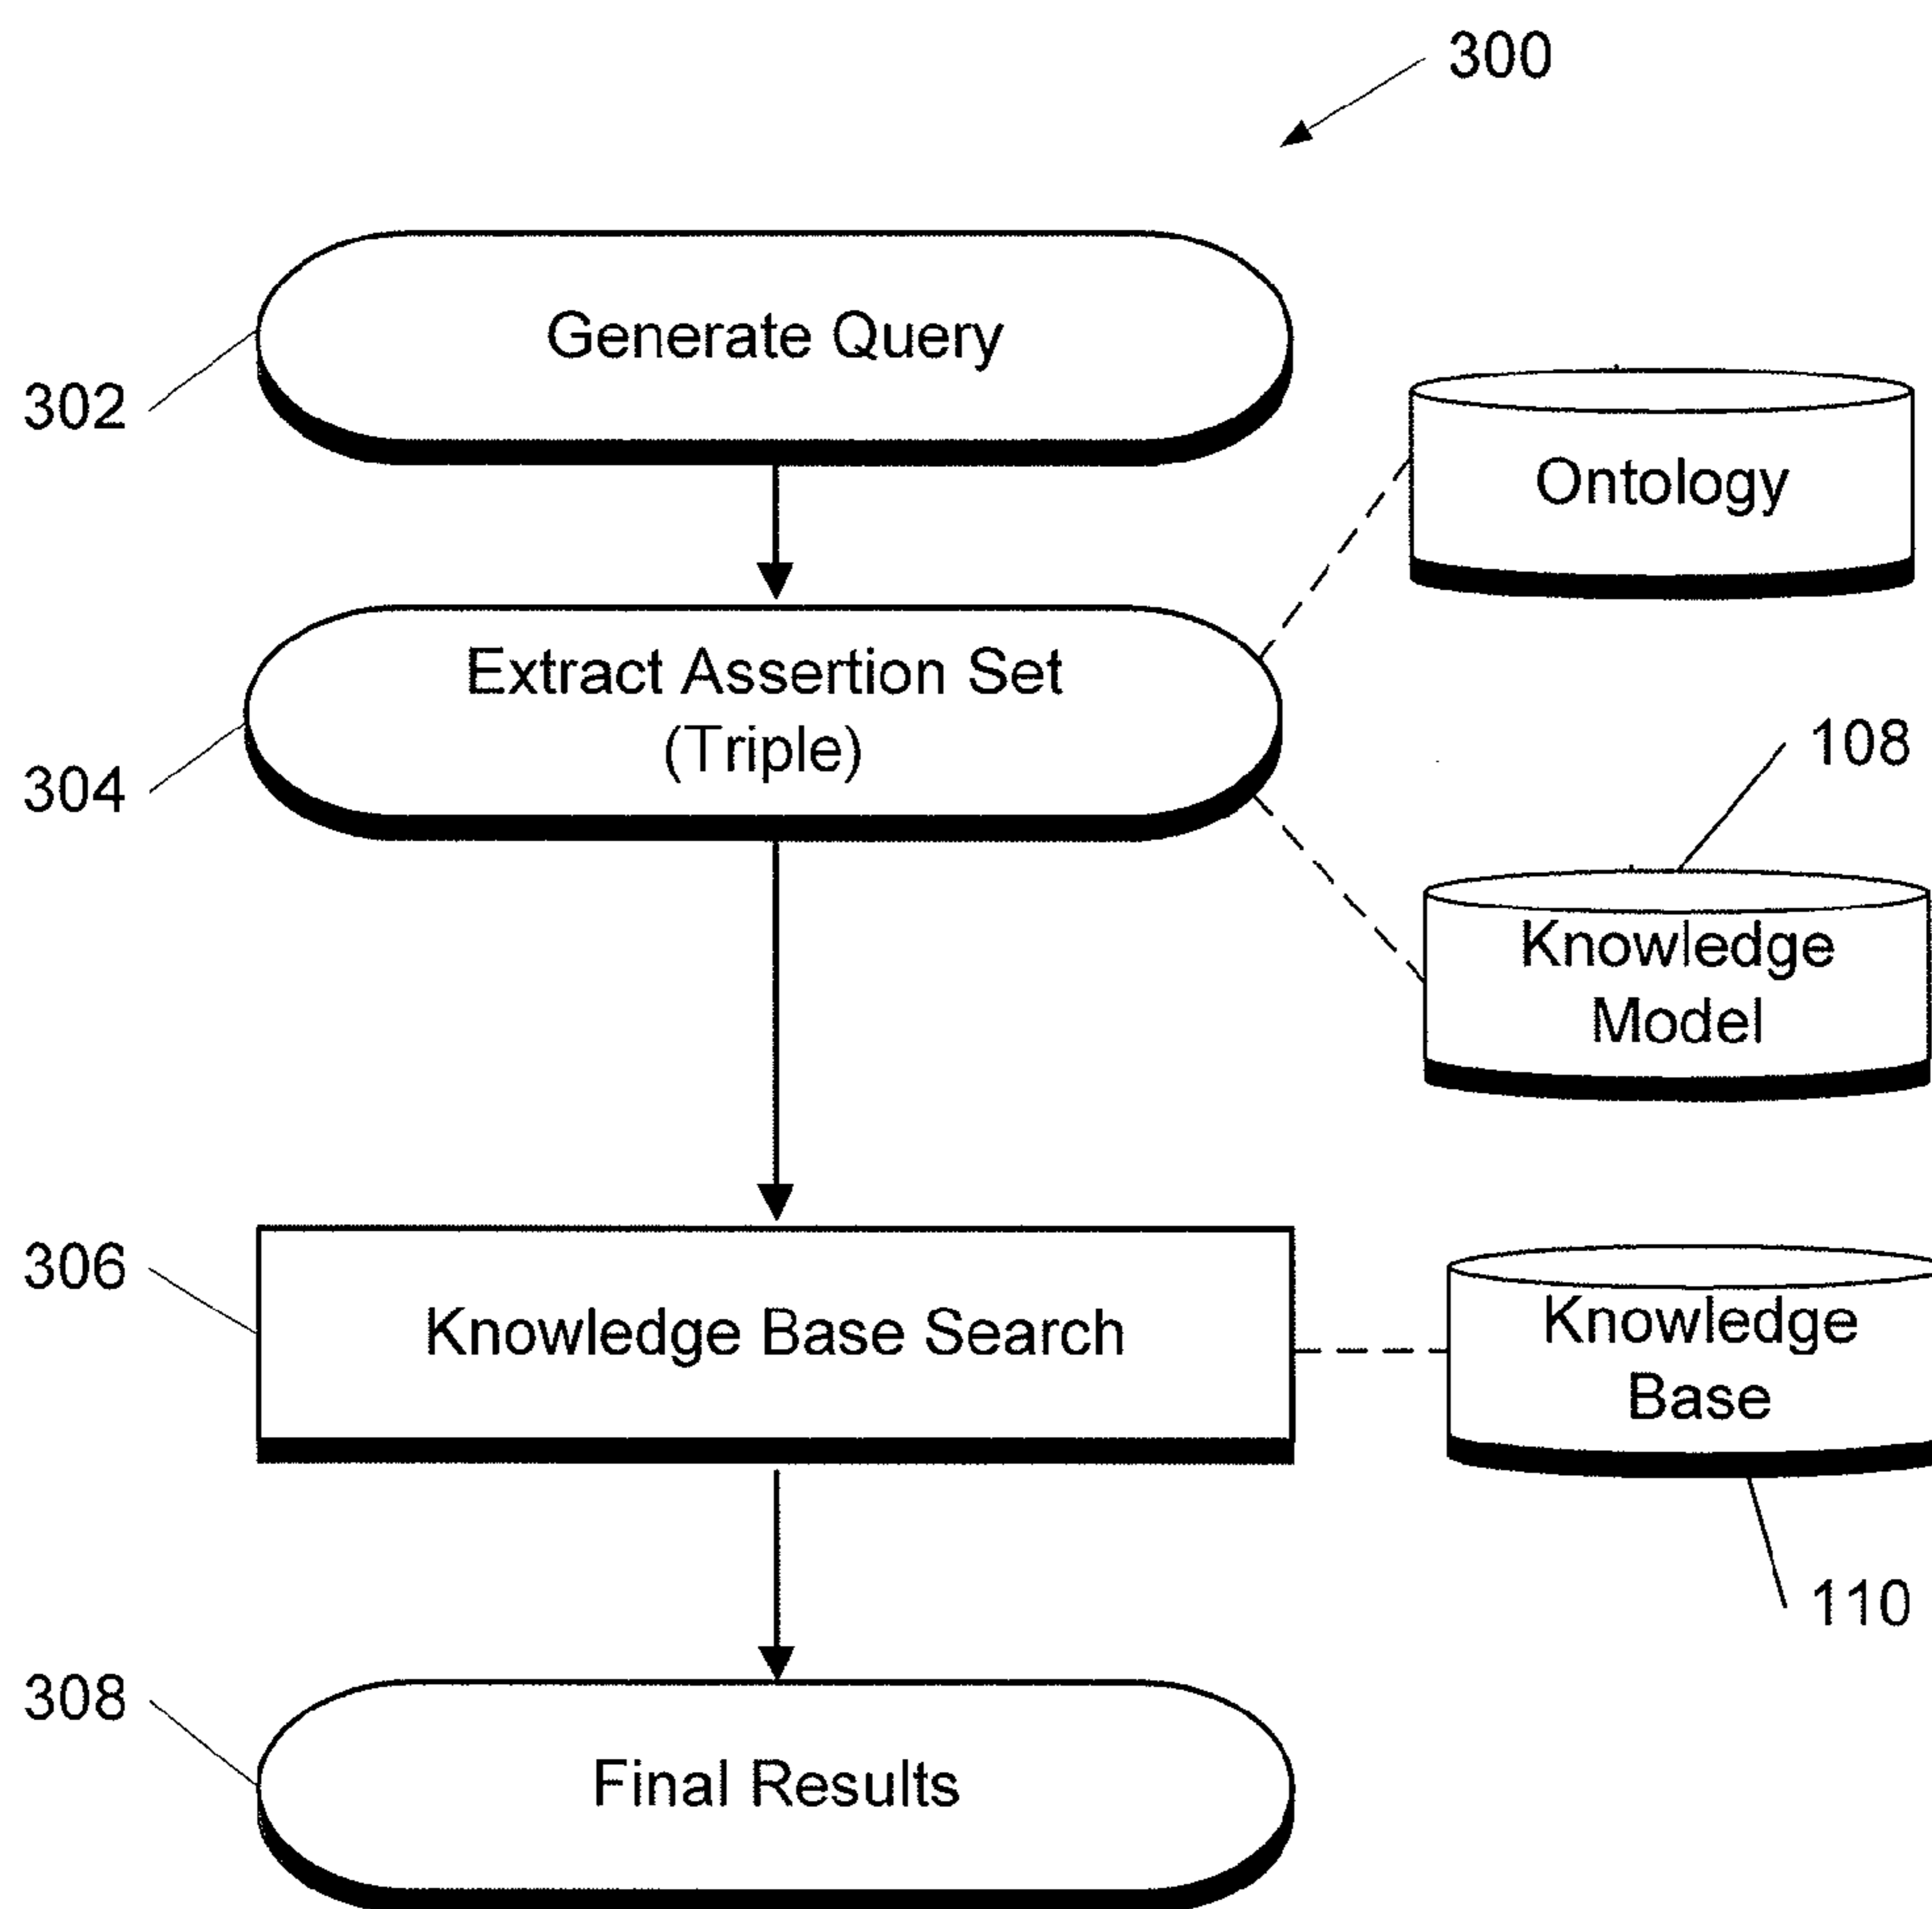 300
Generate Query
302
Ontology
Extract Assertion Set
(Triple)
304
108
Knowledge
Model
306
Knowledge Base Search
Knowledge
Base
110
308
Final Results